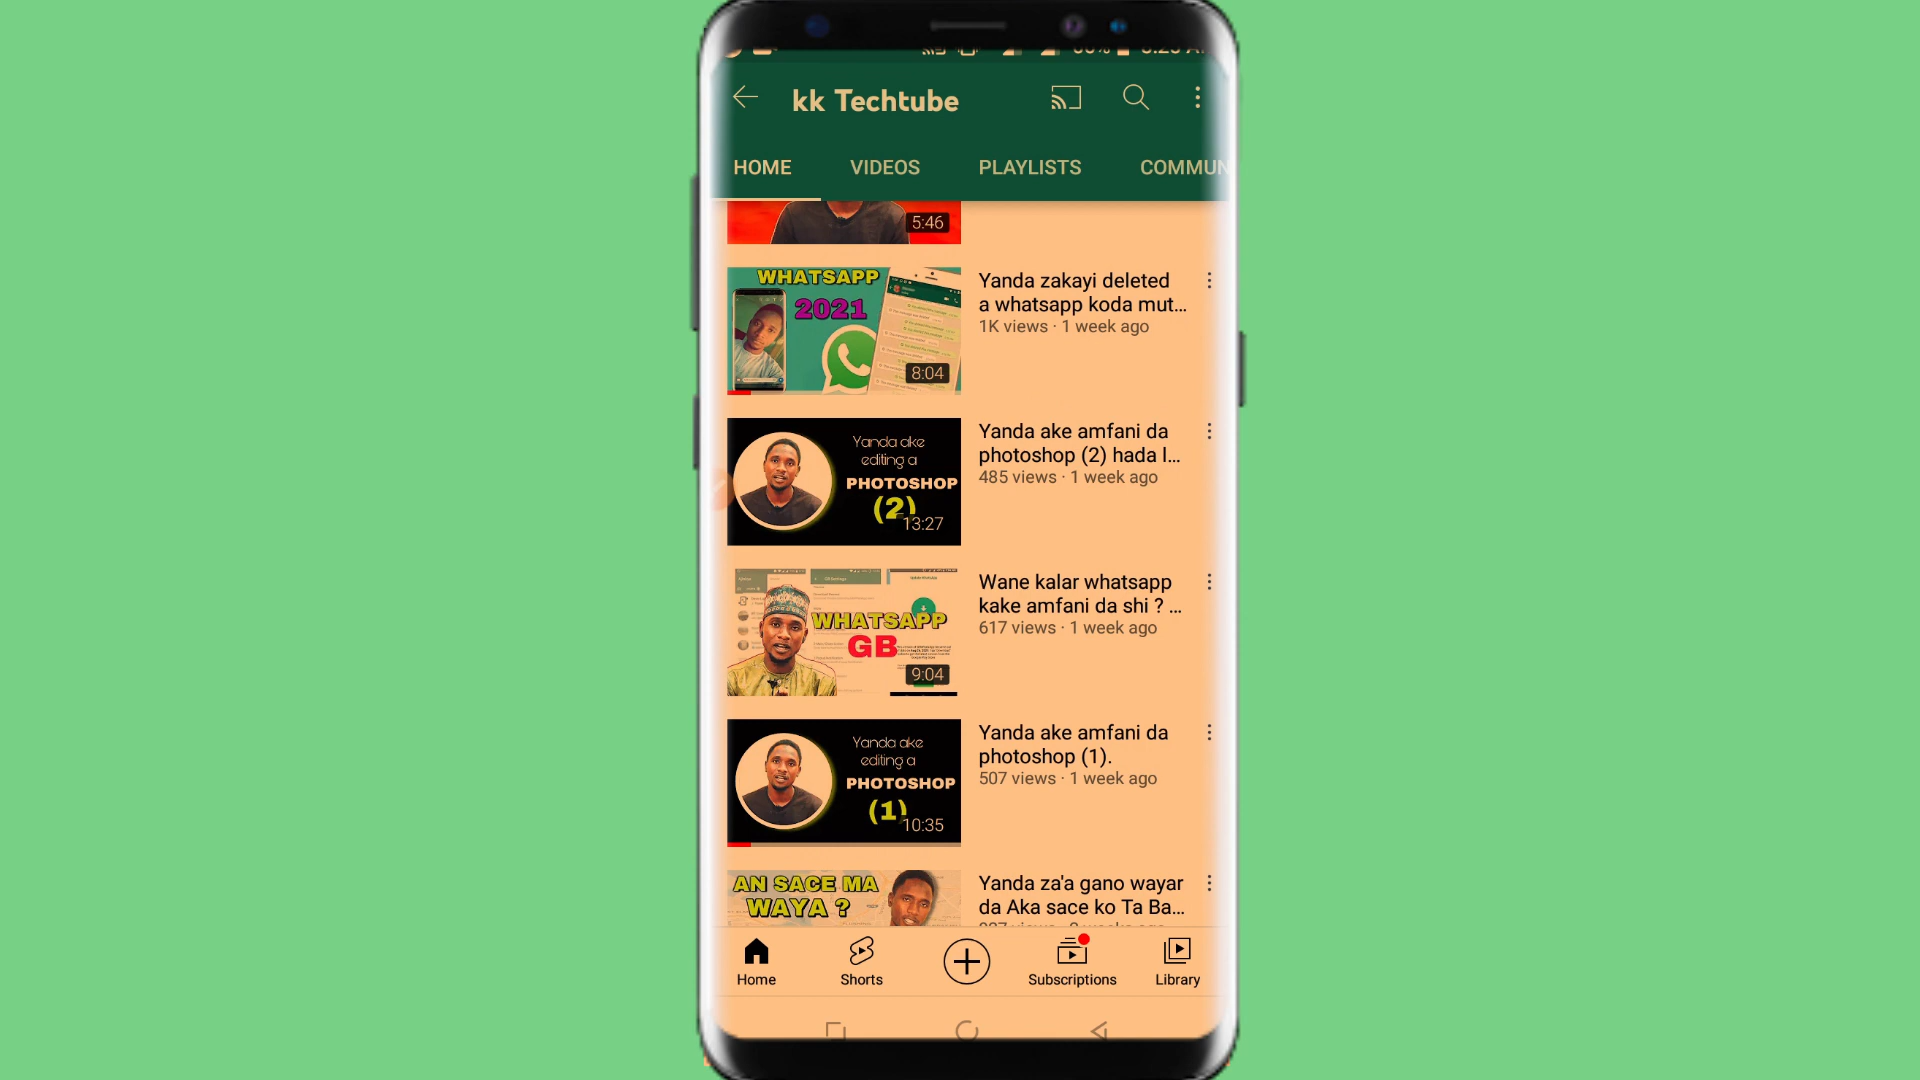 kk Techtube
HOME VIDEOS PLAYLISTS COMMUN
5:46
WHATSAPP
2021
8:04
Yanda zakayi deleted
a whatsapp koda mut...
1K views · 1 week ago
Yanda ake
editing a
PHOTOSHOP
(2)
13:27
Yanda ake amfani da
photoshop (2) hada l...
485 views · 1 week ago
WHATSAPP
GB
9:04
Wane kalar whatsapp
kake amfani da shi ? ...
617 views · 1 week ago
Yanda ake
editing a
PHOTOSHOP
(1)
10:35
Yanda ake amfani da
photoshop (1).
507 views · 1 week ago
AN SACE MA
WAYA ?
Yanda za'a gano wayar
da Aka sace ko Ta Ba...
Home Shorts Subscriptions Library